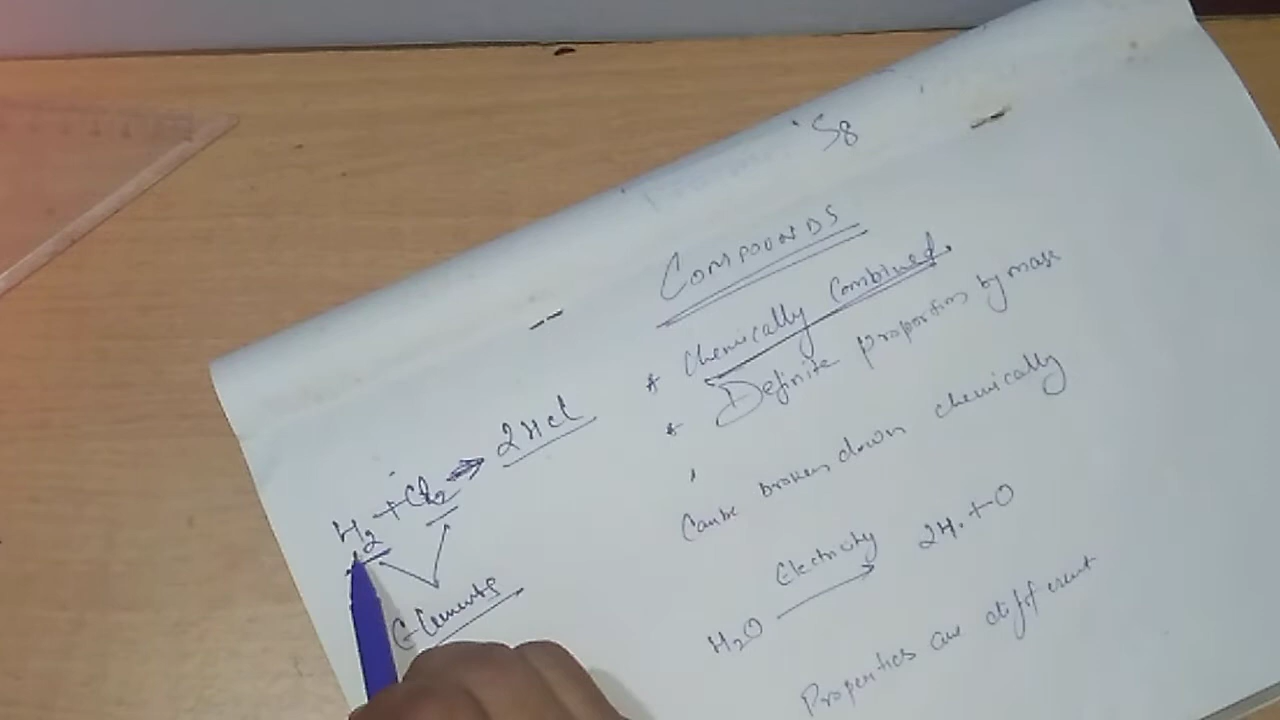 S8
COMPOUNDS
* Chemically Combined.
* Definite proportion by mass
Can be broken down chemically
H2O Electricity → 2H + O
Properties are different
H2 + Cl2 → 2HCl
Elements